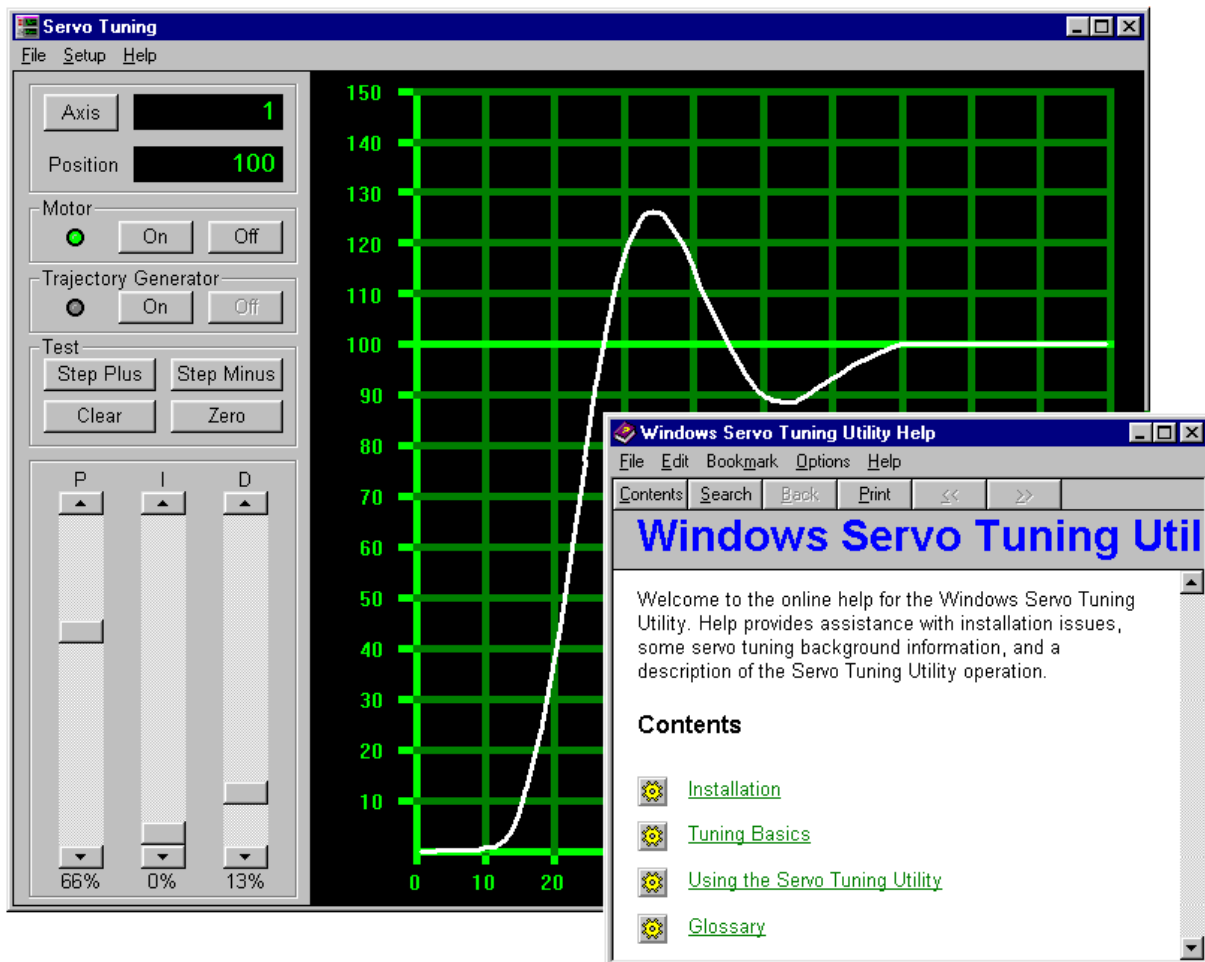 Servo Tuning
File Setup Help
Axis 1
Position 100
Motor
On Off
Trajectory Generator
On Off
Test
Step Plus Step Minus
Clear Zero
P I D
66% 0% 13%
150
140
130
120
110
100
90
80
70
60
50
40
30
20
10
0 10 20
Windows Servo Tuning Utility Help
File Edit Bookmark Options Help
Contents Search Back Print << >>
Windows Servo Tuning Util
Welcome to the online help for the Windows Servo Tuning
Utility. Help provides assistance with installation issues,
some servo tuning background information, and a
description of the Servo Tuning Utility operation.
Contents
Installation
Tuning Basics
Using the Servo Tuning Utility
Glossary